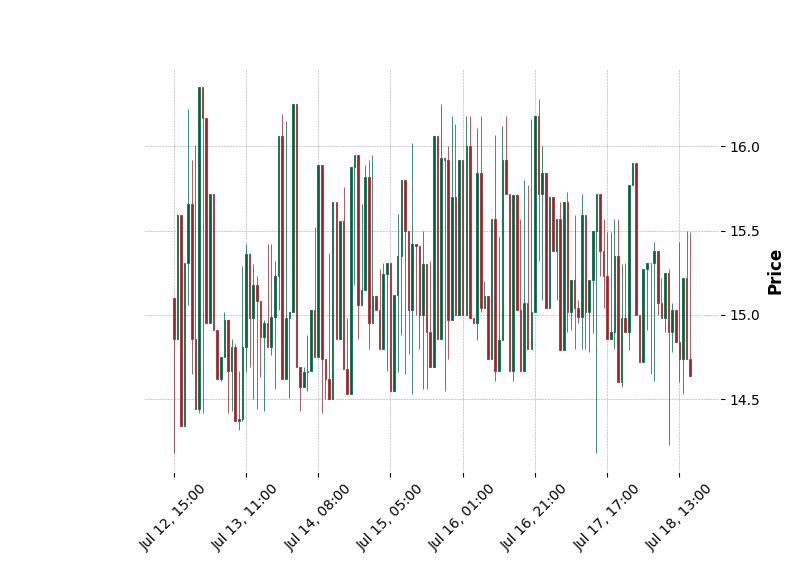 16.0
15.5
15.0
14.5
Price
Jul 12, 15:00
Jul 13, 11:00
Jul 14, 08:00
Jul 15, 05:00
Jul 16, 01:00
Jul 16, 21:00
Jul 17, 17:00
Jul 18, 13:00